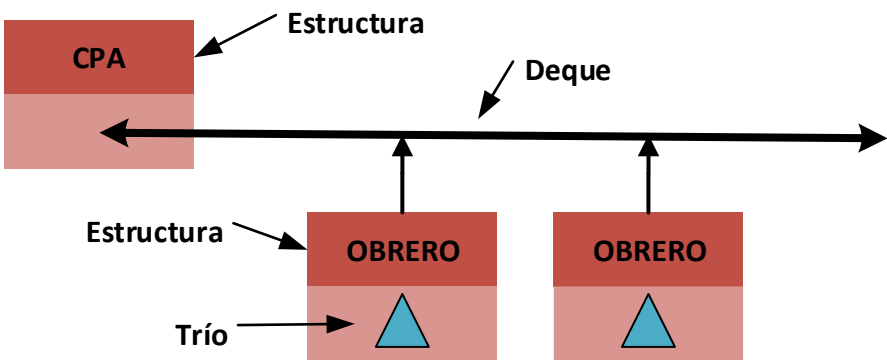 Estructura
CPA
Deque
Estructura
OBRERO
OBRERO
Trío